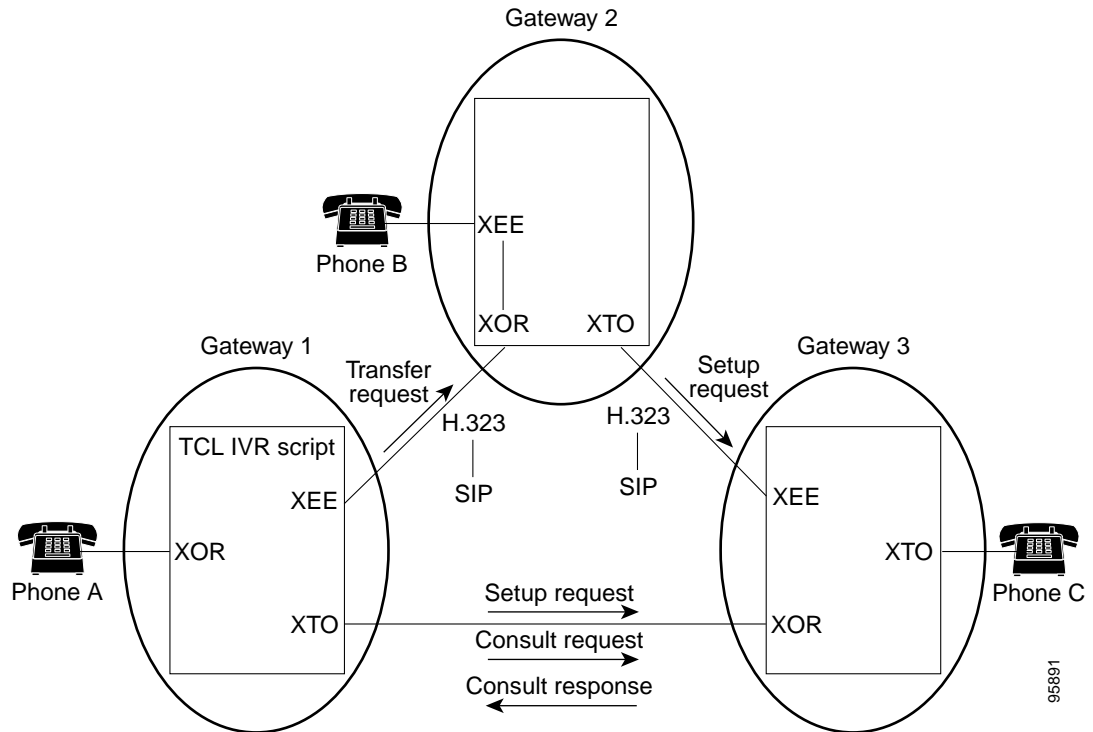 Gateway 2
XEE
Phone B
XOR
XTO
Gateway 1
Gateway 3
Transfer
request
Setup
request
H.323
H.323
TCL IVR script
SIP
SIP
XEE
XEE
XOR
XTO
Phone A
Phone C
Setup request
XTO
XOR
Consult request
Consult response
95891